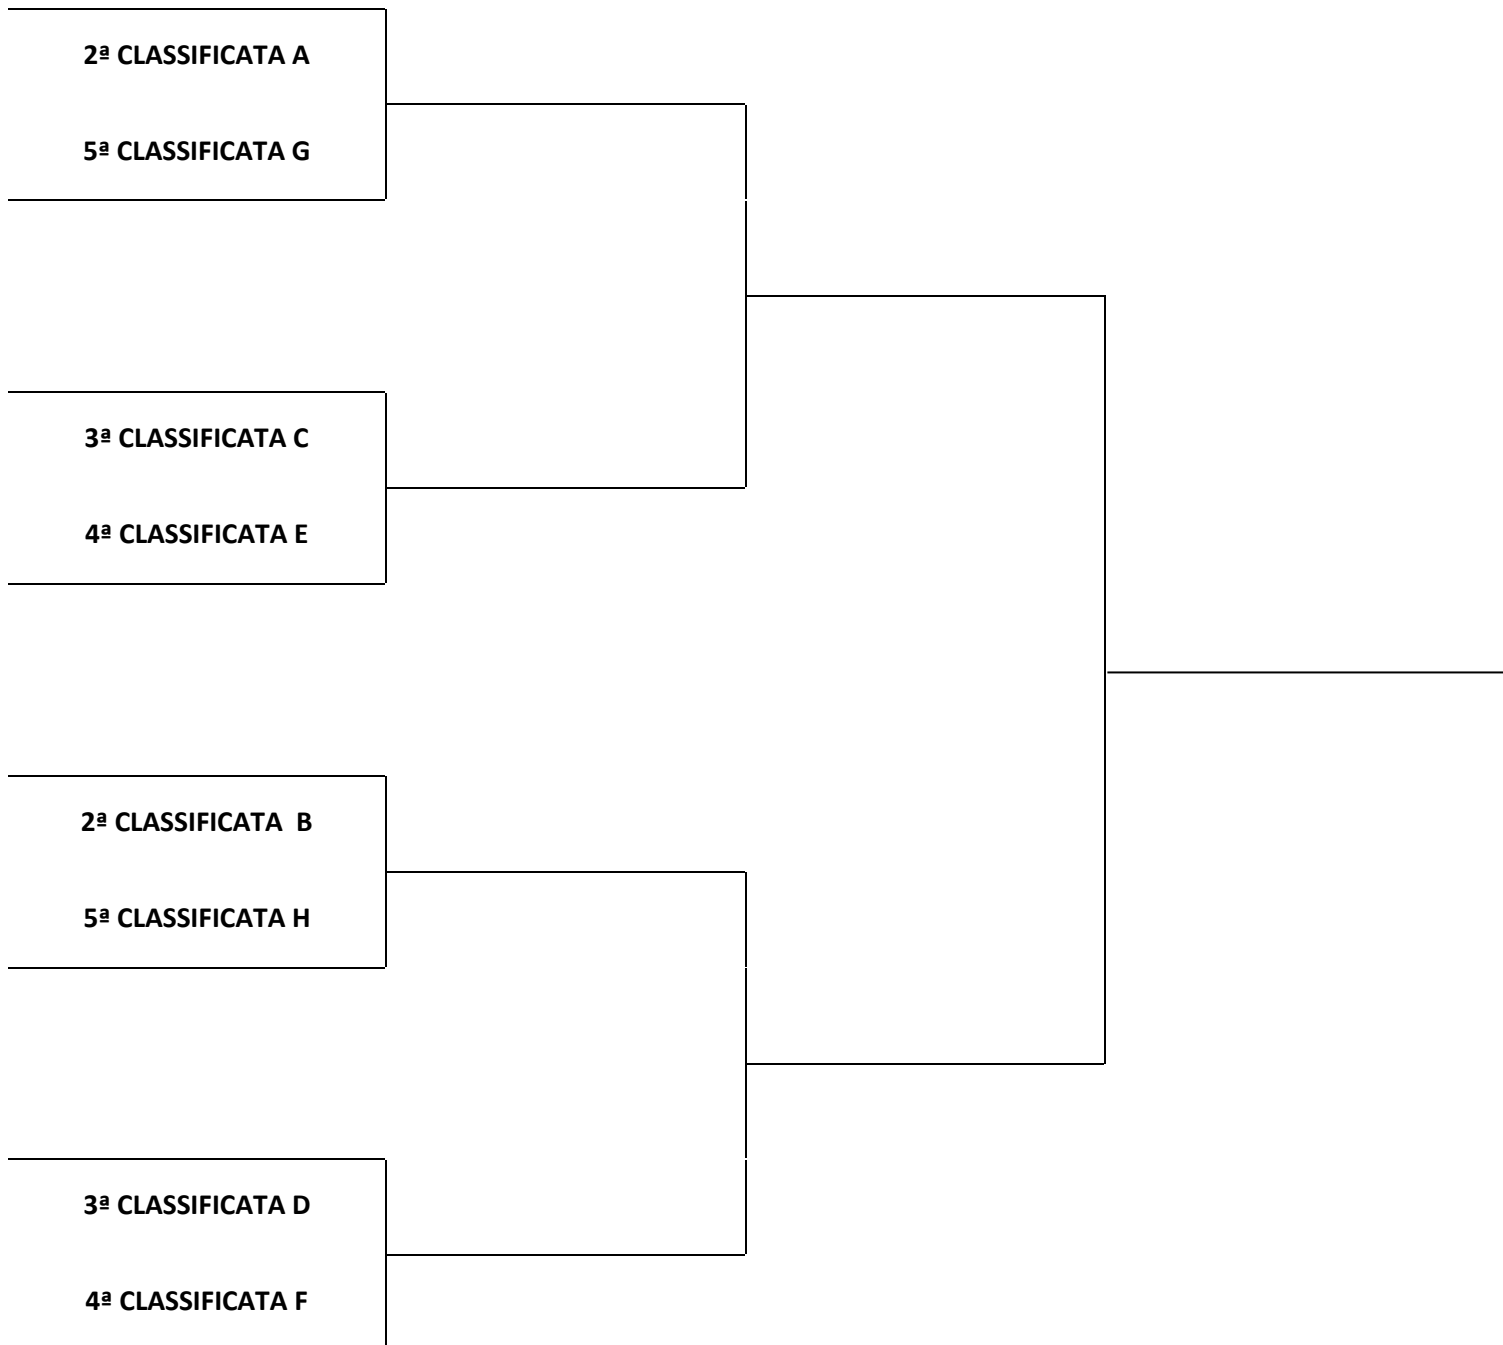 2ª CLASSIFICATA A
5ª CLASSIFICATA G
3ª CLASSIFICATA C
4ª CLASSIFICATA E
2ª CLASSIFICATA  B
5ª CLASSIFICATA H
3ª CLASSIFICATA D
4ª CLASSIFICATA F